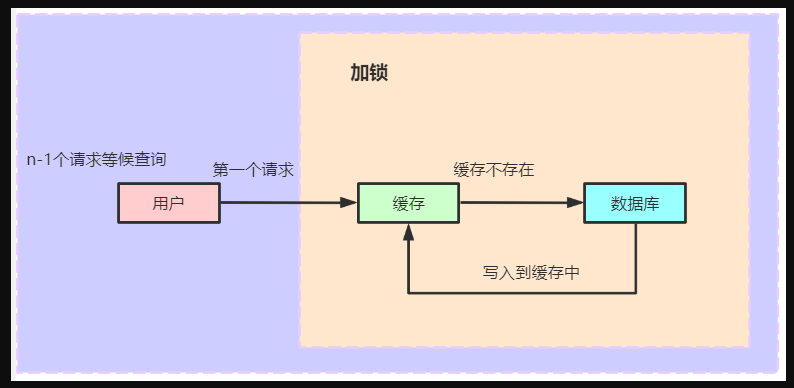 加锁
n-1个请求等候查询
第一个请求
缓存不存在
用户
缓存
数据库
写入到缓存中